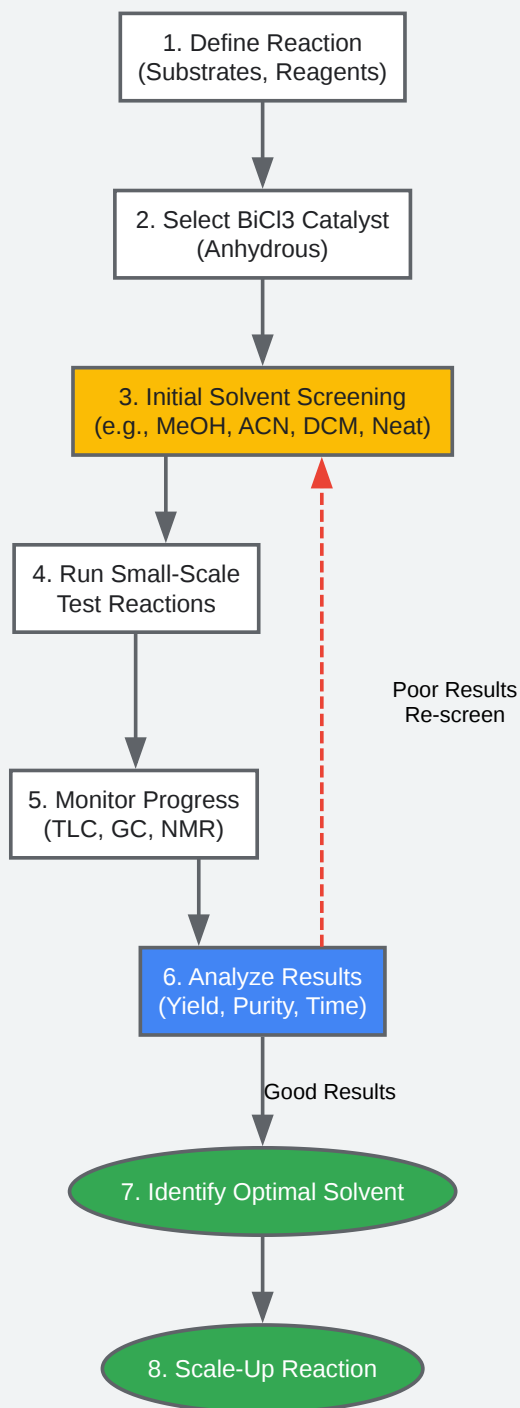 1. Define Reaction
(Substrates, Reagents)
2. Select BiCl3 Catalyst
(Anhydrous)
3. Initial Solvent Screening
(e.g., MeOH, ACN, DCM, Neat)
4. Run Small-Scale
Test Reactions
Poor Results
Re-screen
5. Monitor Progress
(TLC, GC, NMR)
6. Analyze Results
(Yield, Purity, Time)
Good Results
7. Identify Optimal Solvent
8. Scale-Up Reaction